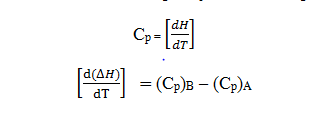 Cp = [dH/dT]
[d(ΔH)/dT] = (Cp)B − (Cp)A